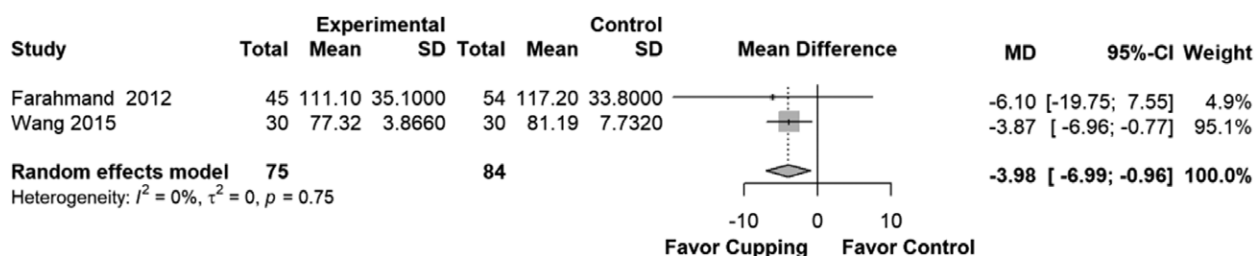 Experimental Control
Study Total Mean SD Total Mean SD Mean Difference MD 95%-CI Weight
Farahmand 2012 45 111.10 35.1000 54 117.20 33.8000 -6.10 [-19.75; 7.55] 4.9%
Wang 2015 30 77.32 3.8660 30 81.19 7.7320 -3.87 [ -6.96; -0.77] 95.1%
Random effects model 75 84 -3.98 [ -6.99; -0.96] 100.0%
Heterogeneity: I² = 0%, τ² = 0, p = 0.75
-10 0 10
Favor Cupping Favor Control